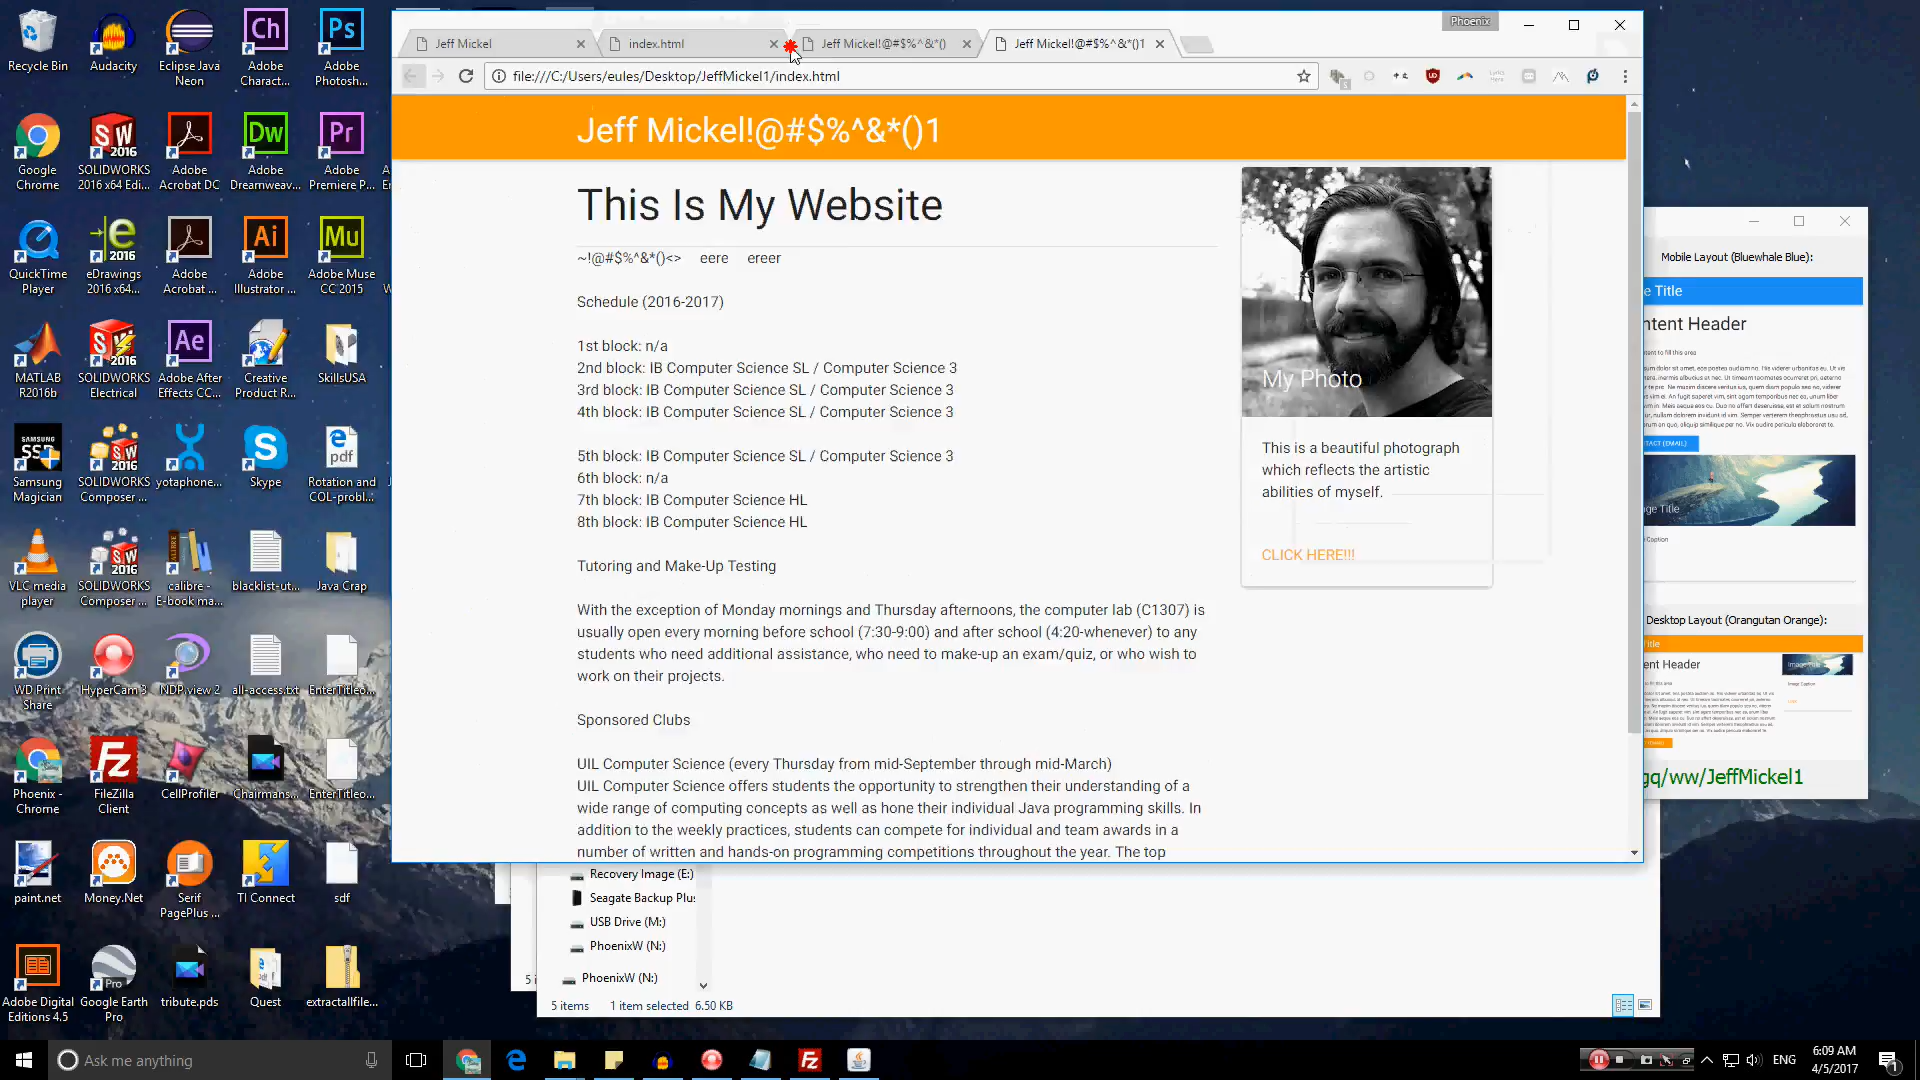 Recycle Bin
Audacity
Eclipse Java
Neon
Adobe
Charact...
Adobe
Photosh...
Google
Chrome
SOLIDWORKS
2016 x64 Edi...
Adobe
Acrobat DC
Adobe
Dreamweav...
Adobe
Premiere P...
QuickTime
Player
eDrawings
2016 x64...
Adobe
Acrobat ...
Adobe
Illustrator ...
Adobe Muse
CC 2015
MATLAB
R2016b
SOLIDWORKS
Electrical
Adobe After
Effects CC...
Creative
Product R...
SkillsUSA
Samsung
Magician
SOLIDWORKS
Composer ...
yotaphone...
Skype
Rotation and
COL-probl...
VLC media
player
SOLIDWORKS
Composer ...
calibre -
E-book ma...
blacklist-ut...
Java Crap
WD Print
Share
HyperCam 3
NDP.view 2
all-access.txt
EnterTitleo...
Phoenix -
Chrome
FileZilla
Client
CellProfiler
Chairmans...
EnterTitleo...
paint.net
Money.Net
Serif
PagePlus ...
TI Connect
sdf
Adobe Digital
Editions 4.5
Google Earth
Pro
tribute.pds
Quest
extractallfile...
Phoenix
Jeff Mickel
index.html
Jeff Mickel!@#$%^&*()
Jeff Mickel!@#$%^&*()1
file:///C:/Users/eules/Desktop/JeffMickel1/index.html
Jeff Mickel!@#$%^&*()1
This Is My Website
~!@#$%^&*()<> eere ereer
Schedule (2016-2017)
1st block: n/a
2nd block: IB Computer Science SL / Computer Science 3
3rd block: IB Computer Science SL / Computer Science 3
4th block: IB Computer Science SL / Computer Science 3
5th block: IB Computer Science SL / Computer Science 3
6th block: n/a
7th block: IB Computer Science HL
8th block: IB Computer Science HL
Tutoring and Make-Up Testing
With the exception of Monday mornings and Thursday afternoons, the computer lab (C1307) is
usually open every morning before school (7:30-9:00) and after school (4:20-whenever) to any
students who need additional assistance, who need to make-up an exam/quiz, or who wish to
work on their projects.
Sponsored Clubs
UIL Computer Science (every Thursday from mid-September through mid-March)
UIL Computer Science offers students the opportunity to strengthen their understanding of a
wide range of computing concepts as well as hone their individual Java programming skills. In
addition to the weekly practices, students can compete for individual and team awards in a
number of written and hands-on programming competitions throughout the year. The top
My Photo
This is a beautiful photograph
which reflects the artistic
abilities of myself.
CLICK HERE!!!
Mobile Layout (Bluewhale Blue):
e Title
ntent Header
TACT (EMAIL)
ge Title
Caption
Desktop Layout (Orangutan Orange):
Title
ent Header
Image Title
Image Caption
gq/ww/JeffMickel1
Recovery Image (E:)
Seagate Backup Plus
USB Drive (M:)
PhoenixW (N:)
PhoenixW (N:)
5 items 1 item selected 6.50 KB
Ask me anything
ENG
6:09 AM
4/5/2017